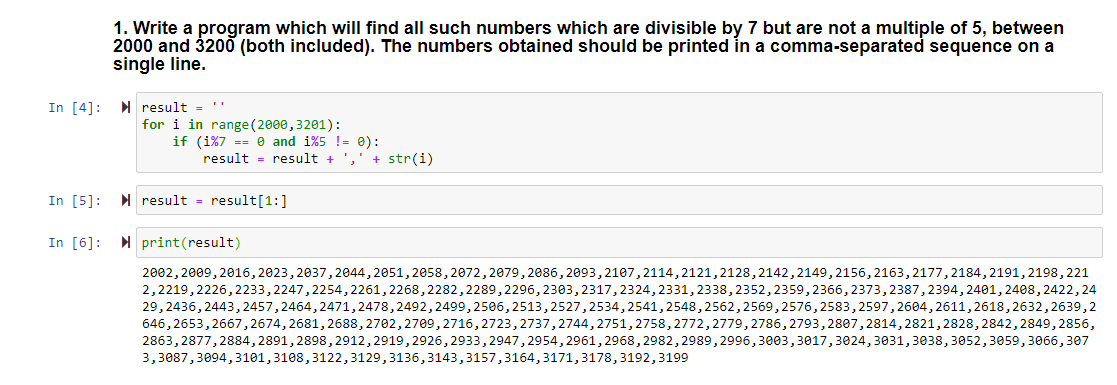 1. Write a program which will find all such numbers which are divisible by 7 but are not a multiple of 5, between
2000 and 3200 (both included). The numbers obtained should be printed in a comma-separated sequence on a
single line.
In [4]: result = ''
for i in range(2000,3201):
    if (i%7 == 0 and i%5 != 0):
        result = result + ',' + str(i)
In [5]: result = result[1:]
In [6]: print(result)
2002,2009,2016,2023,2037,2044,2051,2058,2072,2079,2086,2093,2107,2114,2121,2128,2142,2149,2156,2163,2177,2184,2191,2198,221
2,2219,2226,2233,2247,2254,2261,2268,2282,2289,2296,2303,2317,2324,2331,2338,2352,2359,2366,2373,2387,2394,2401,2408,2422,24
29,2436,2443,2457,2464,2471,2478,2492,2499,2506,2513,2527,2534,2541,2548,2562,2569,2576,2583,2597,2604,2611,2618,2632,2639,2
646,2653,2667,2674,2681,2688,2702,2709,2716,2723,2737,2744,2751,2758,2772,2779,2786,2793,2807,2814,2821,2828,2842,2849,2856,
2863,2877,2884,2891,2898,2912,2919,2926,2933,2947,2954,2961,2968,2982,2989,2996,3003,3017,3024,3031,3038,3052,3059,3066,307
3,3087,3094,3101,3108,3122,3129,3136,3143,3157,3164,3171,3178,3192,3199